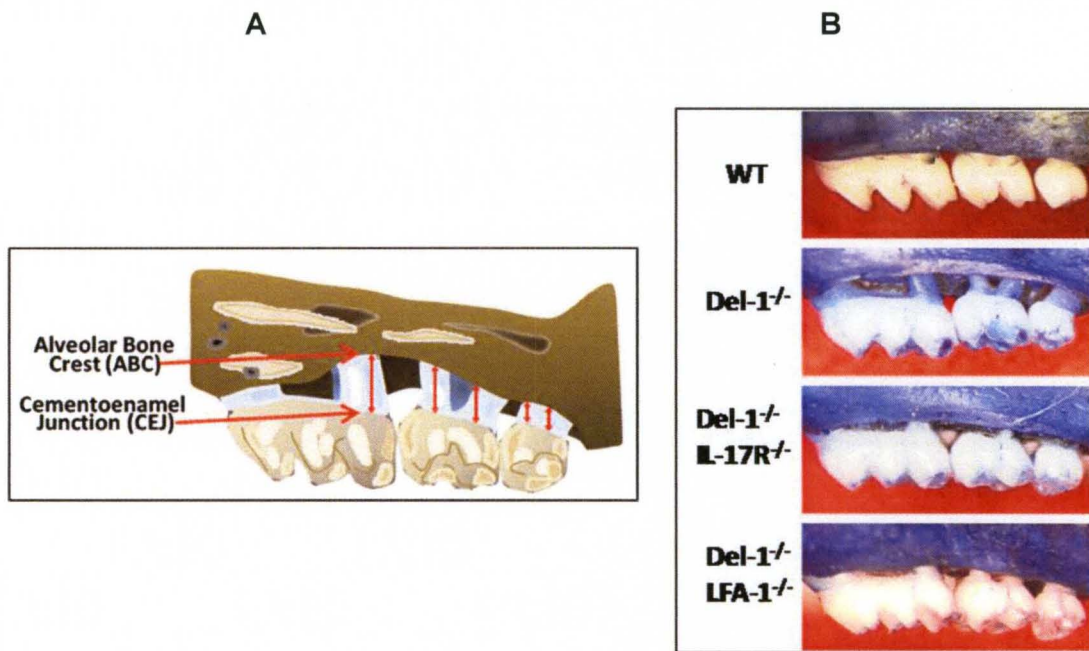 A
B
Alveolar Bone
Crest (ABC)
Cementoenamel
Junction (CEJ)
WT
Del-1⁻/⁻
Del-1⁻/⁻
IL-17R⁻/⁻
Del-1⁻/⁻
LFA-1⁻/⁻